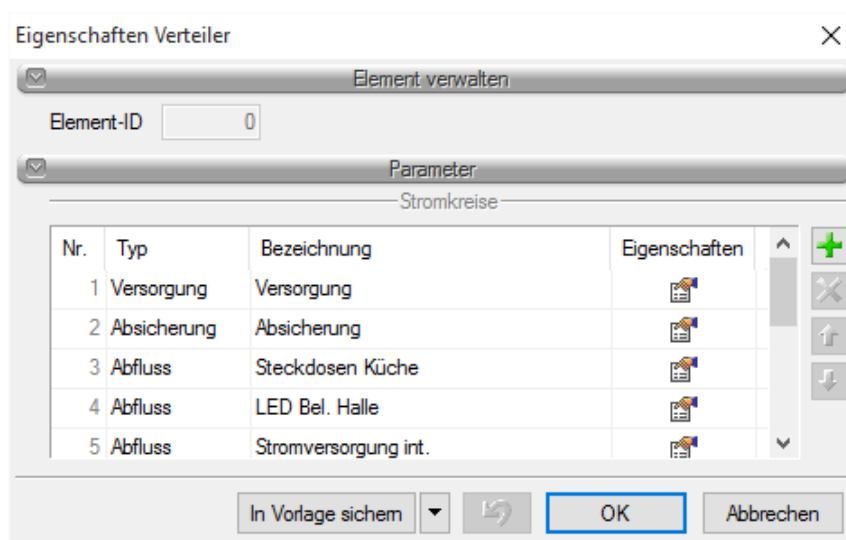 Eigenschaften Verteiler
Element verwalten
Element-ID 0
Parameter
Stromkreise
Nr. Typ Bezeichnung Eigenschaften
1 Versorgung Versorgung
2 Absicherung Absicherung
3 Abfluss Steckdosen Küche
4 Abfluss LED Bel. Halle
5 Abfluss Stromversorgung int.
In Vorlage sichern OK Abbrechen